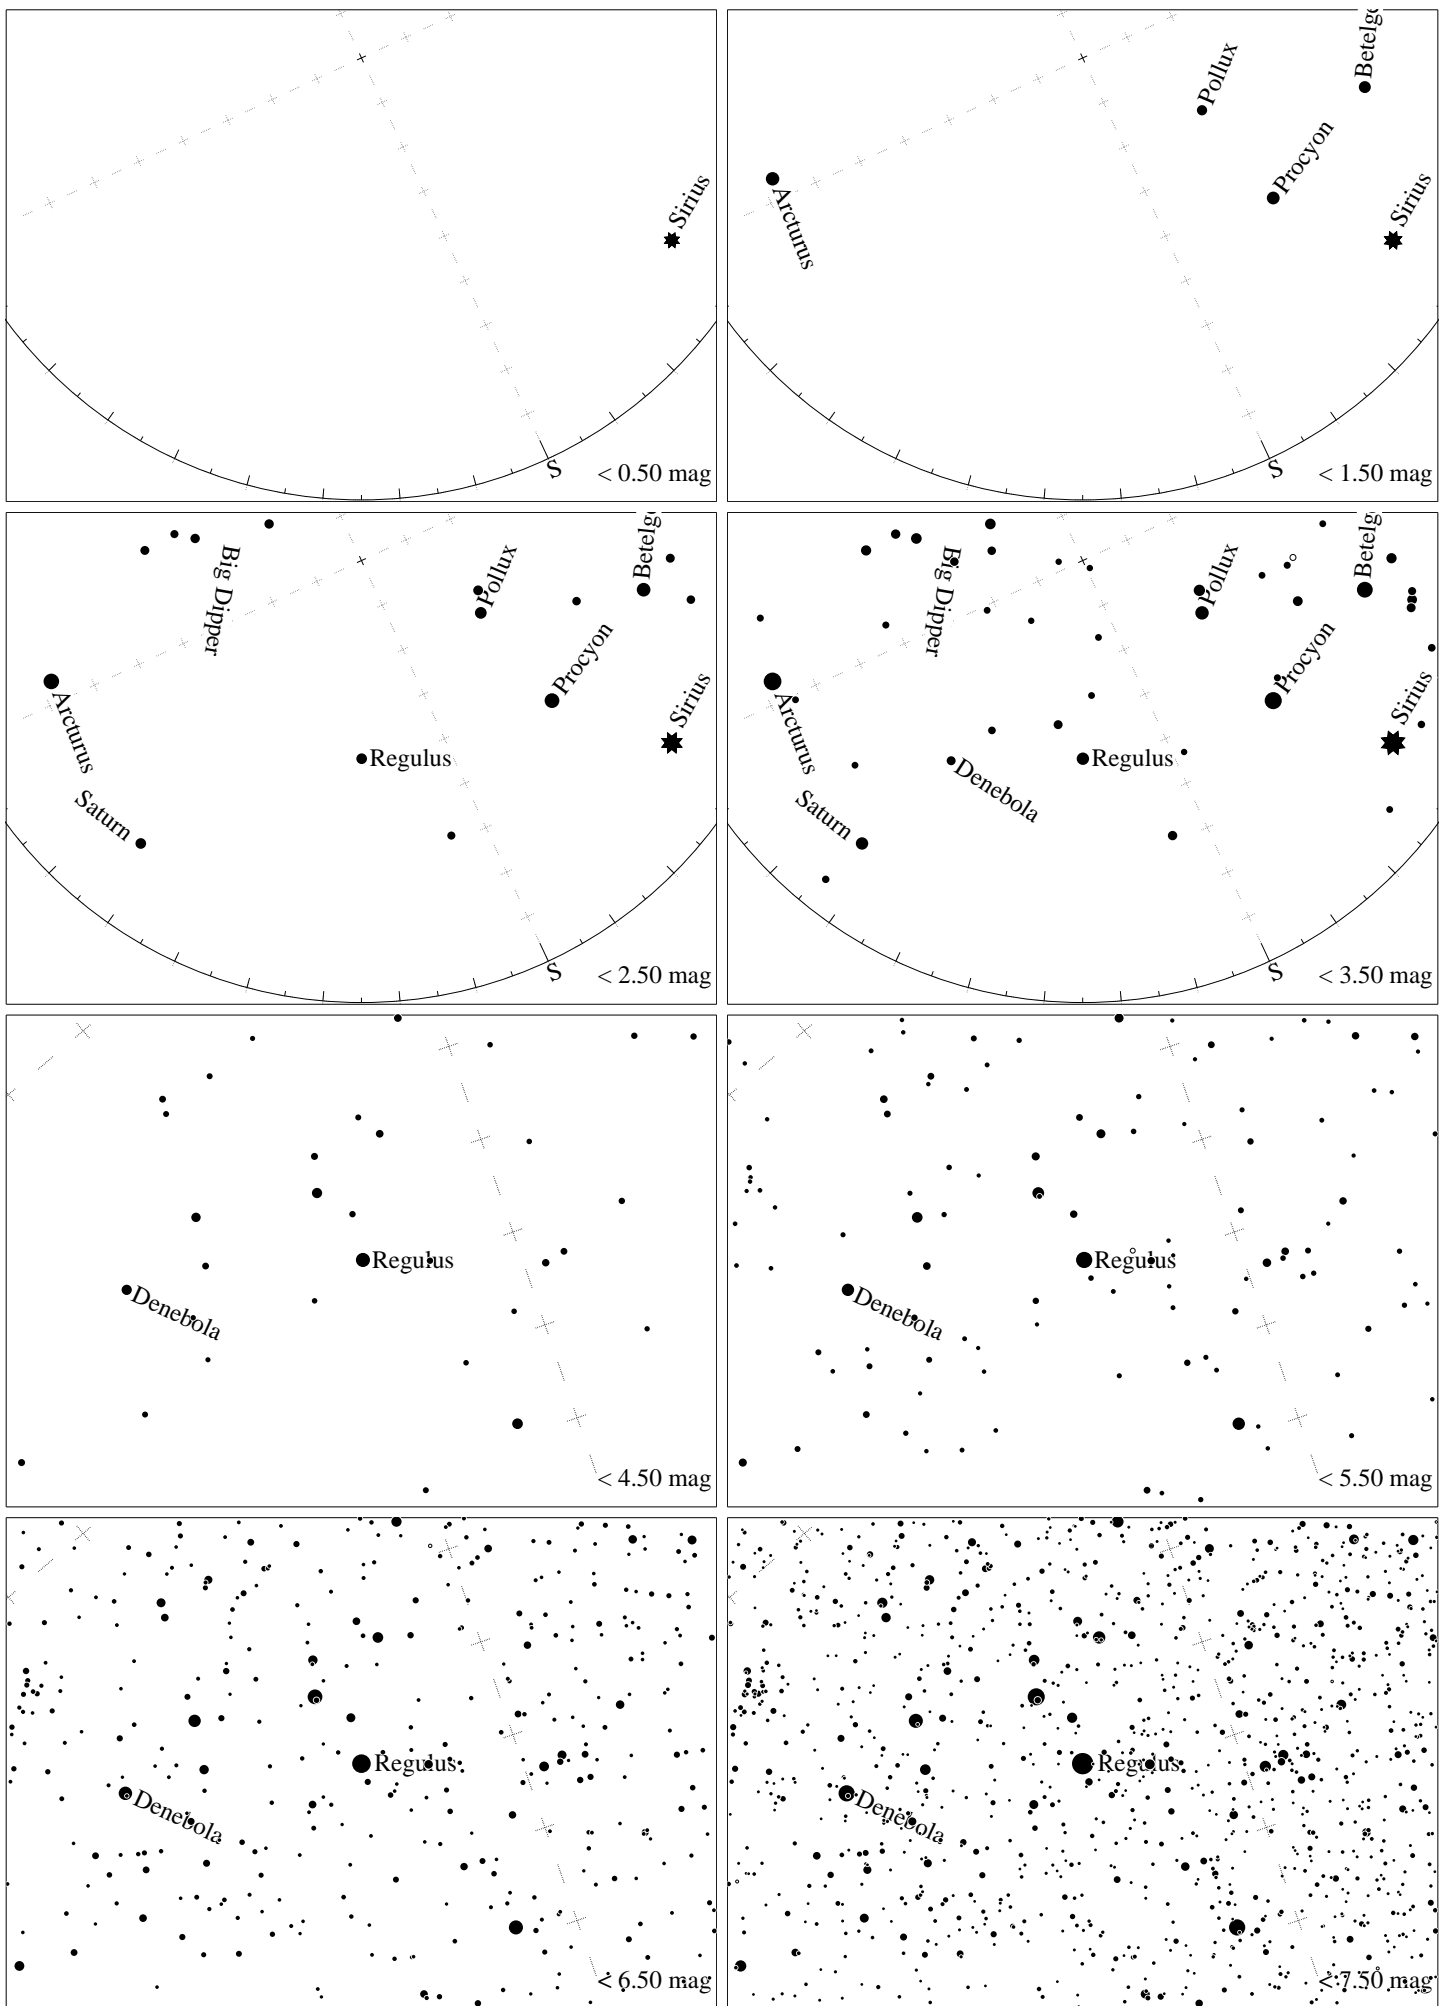 Sirius
S
< 0.50 mag
Betelg
Pollux
Procyon
Sirius
Arcturus
S
< 1.50 mag
Betelg
Big Dipper
Pollux
Procyon
Sirius
Arcturus
Regulus
Saturn
S
< 2.50 mag
Betelg
Big Dipper
Pollux
Procyon
Sirius
Arcturus
Regulus
Denebola
Saturn
S
< 3.50 mag
Regulus
Denebola
< 4.50 mag
Regulus
Denebola
< 5.50 mag
Regulus
Denebola
< 6.50 mag
Regulus
Denebola
< 7.50 mag